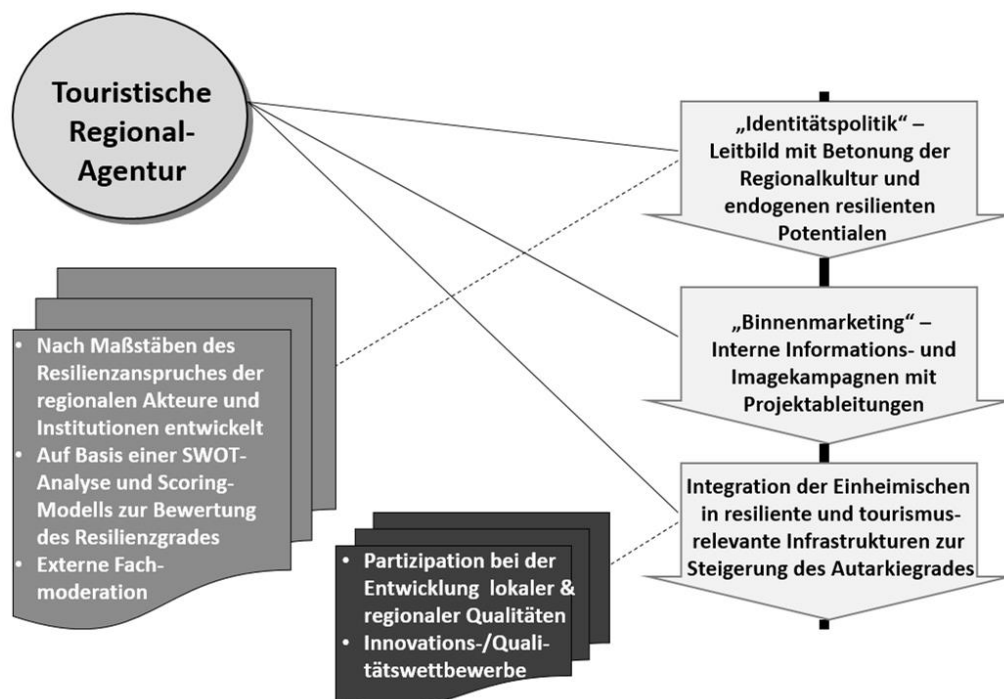 Touristische
Regional-
Agentur
„Identitätspolitik“ –
Leitbild mit Betonung der
Regionalkultur und
endogenen resilienten
Potentialen
„Binnenmarketing“ –
Interne Informations- und
Imagekampagnen mit
Projektableitungen
Integration der Einheimischen
in resiliente und tourismus-
relevante Infrastrukturen zur
Steigerung des Autarkiegrades
• Nach Maßstäben des
Resilienzanspruches der
regionalen Akteure und
Institutionen entwickelt
• Auf Basis einer SWOT-
Analyse und Scoring-
Modells zur Bewertung
des Resilienzgrades
• Externe Fach-
moderation
• Partizipation bei der
Entwicklung lokaler &
regionaler Qualitäten
• Innovations-/Quali-
tätswettbewerbe